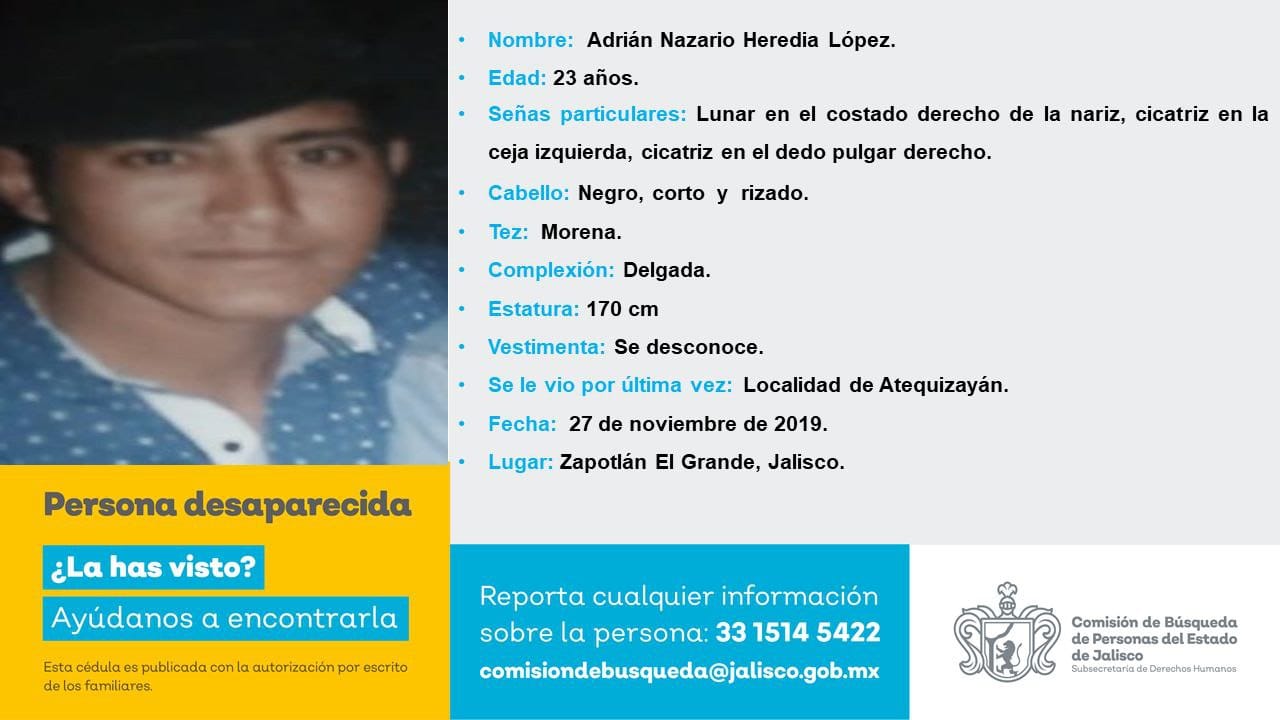 Nombre: Adrián Nazario Heredia López.
Edad: 23 años.
Señas particulares: Lunar en el costado derecho de la nariz, cicatriz en la
ceja izquierda, cicatriz en el dedo pulgar derecho.
Cabello: Negro, corto y rizado.
Tez: Morena.
Complexión: Delgada.
Estatura: 170 cm
Vestimenta: Se desconoce.
Se le vio por última vez: Localidad de Atequizayán.
Fecha: 27 de noviembre de 2019.
Lugar: Zapotlán El Grande, Jalisco.
Persona desaparecida
¿La has visto?
Ayúdanos a encontrarla
Esta cédula es publicada con la autorización por escrito
de los familiares.
Reporta cualquier información
sobre la persona: 33 1514 5422
comisiondebusqueda@jalisco.gob.mx
Comisión de Búsqueda
de Personas del Estado
de Jalisco
Subsecretaría de Derechos Humanos